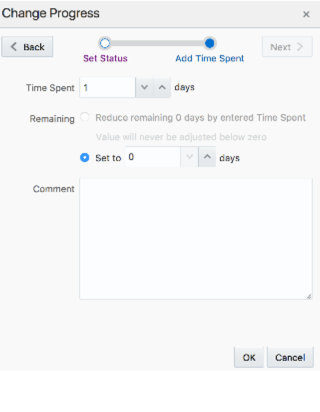 Change Progress ×
Back Next
Set Status Add Time Spent
Time Spent 1 days
Remaining Reduce remaining 0 days by entered Time Spent
Value will never be adjusted below zero
Set to 0 days
Comment
OK Cancel